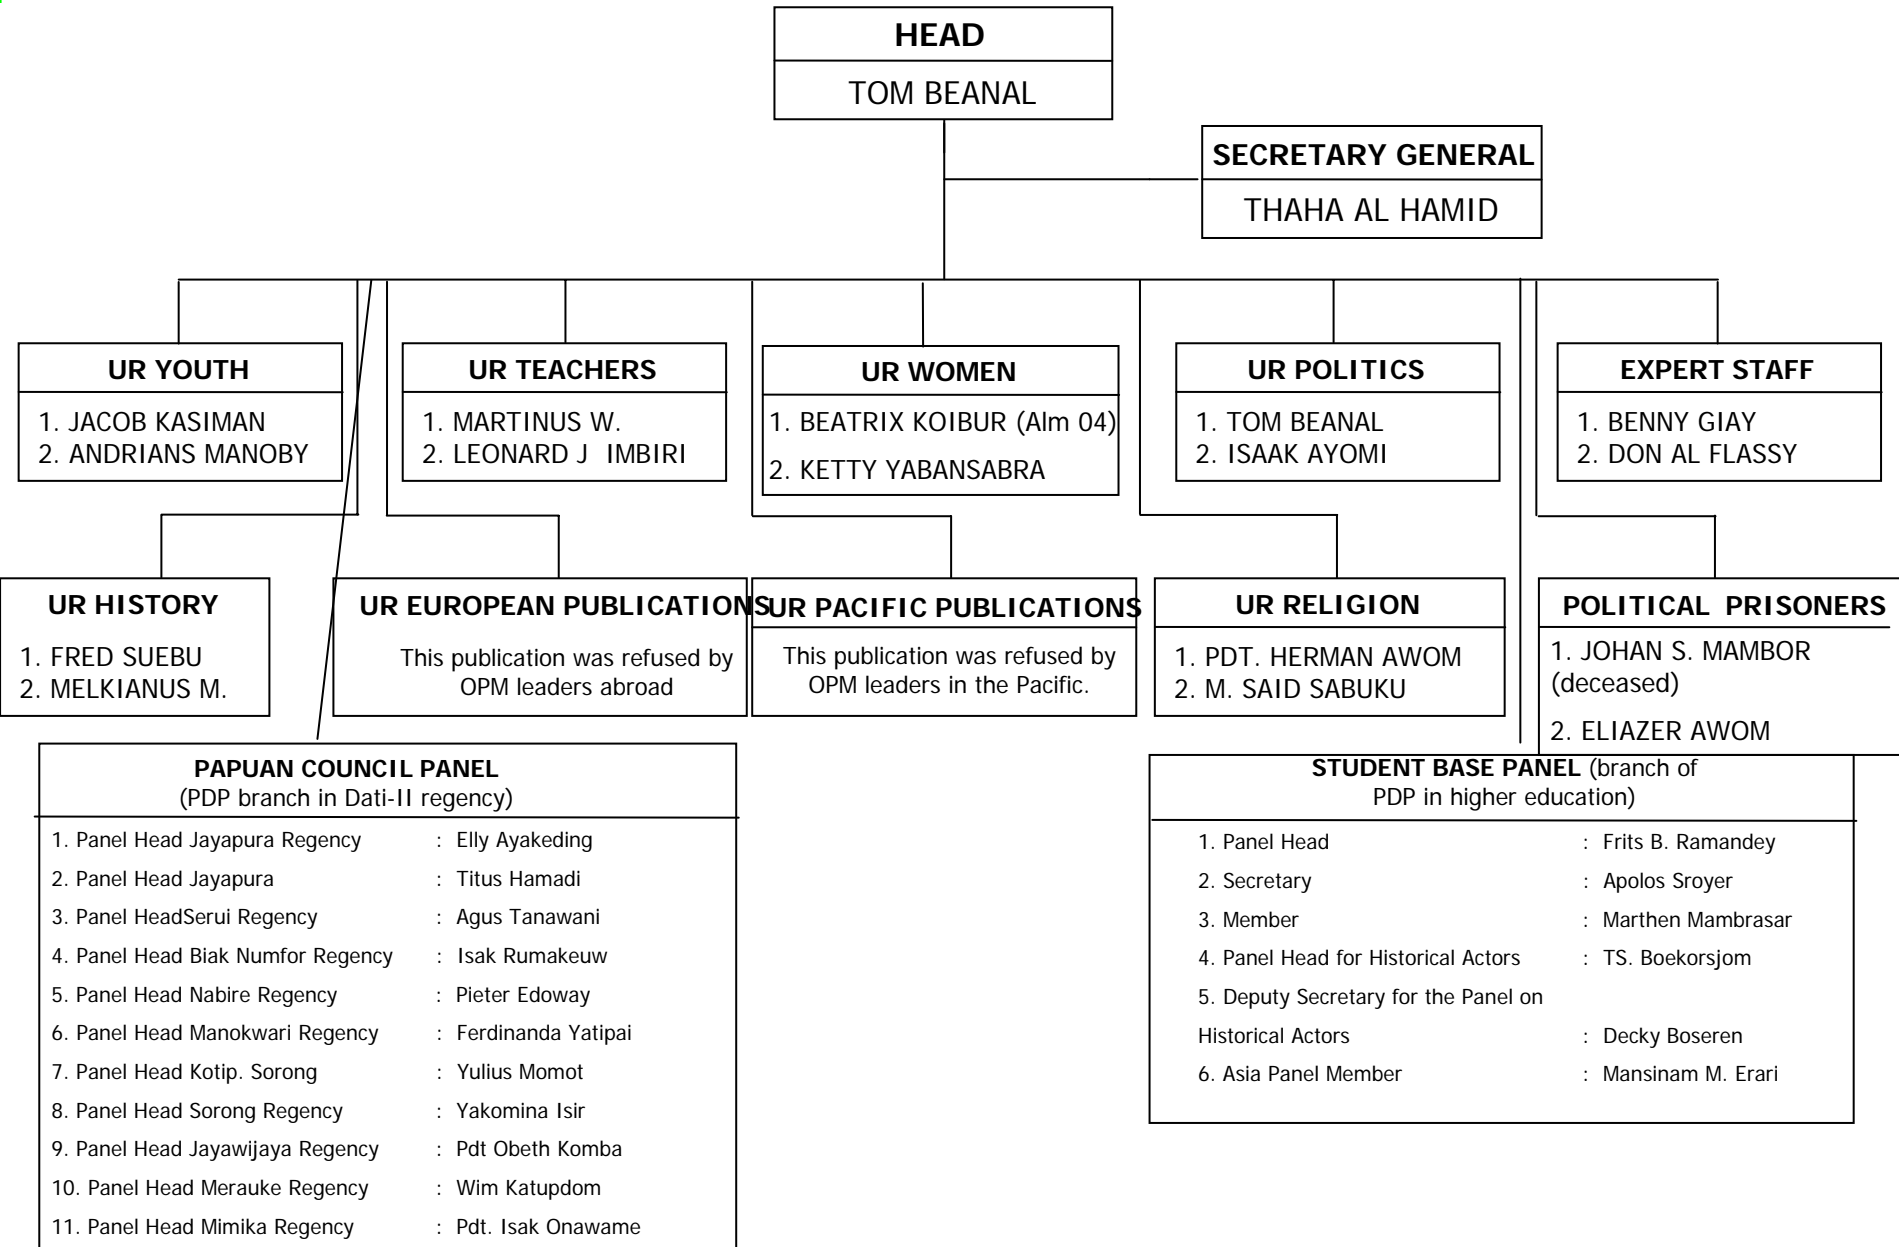 HEAD
TOM BEANAL
SECRETARY GENERAL
THAHA AL HAMID
UR YOUTH
1. JACOB KASIMAN
2. ANDRIANS MANOBY
UR TEACHERS
1. MARTINUS W.
2. LEONARD J IMBIRI
UR WOMEN
1. BEATRIX KOIBUR (Alm 04)
2. KETTY YABANSABRA
UR POLITICS
1. TOM BEANAL
2. ISAAK AYOMI
EXPERT STAFF
1. BENNY GIAY
2. DON AL FLASSY
UR HISTORY
1. FRED SUEBU
2. MELKIANUS M.
UR EUROPEAN PUBLICATIONS
This publication was refused by
OPM leaders abroad
UR PACIFIC PUBLICATIONS
This publication was refused by
OPM leaders in the Pacific.
UR RELIGION
1. PDT. HERMAN AWOM
2. M. SAID SABUKU
POLITICAL PRISONERS
1. JOHAN S. MAMBOR
(deceased)
2. ELIAZER AWOM
PAPUAN COUNCIL PANEL
(PDP branch in Dati-II regency)
1. Panel Head Jayapura Regency : Elly Ayakeding
2. Panel Head Jayapura : Titus Hamadi
3. Panel HeadSerui Regency : Agus Tanawani
4. Panel Head Biak Numfor Regency : Isak Rumakeuw
5. Panel Head Nabire Regency : Pieter Edoway
6. Panel Head Manokwari Regency : Ferdinanda Yatipai
7. Panel Head Kotip. Sorong : Yulius Momot
8. Panel Head Sorong Regency : Yakomina Isir
9. Panel Head Jayawijaya Regency : Pdt Obeth Komba
10. Panel Head Merauke Regency : Wim Katupdom
11. Panel Head Mimika Regency : Pdt. Isak Onawame
STUDENT BASE PANEL (branch of
PDP in higher education)
1. Panel Head : Frits B. Ramandey
2. Secretary : Apolos Sroyer
3. Member : Marthen Mambrasar
4. Panel Head for Historical Actors : TS. Boekorsjom
5. Deputy Secretary for the Panel on
Historical Actors : Decky Boseren
6. Asia Panel Member : Mansinam M. Erari